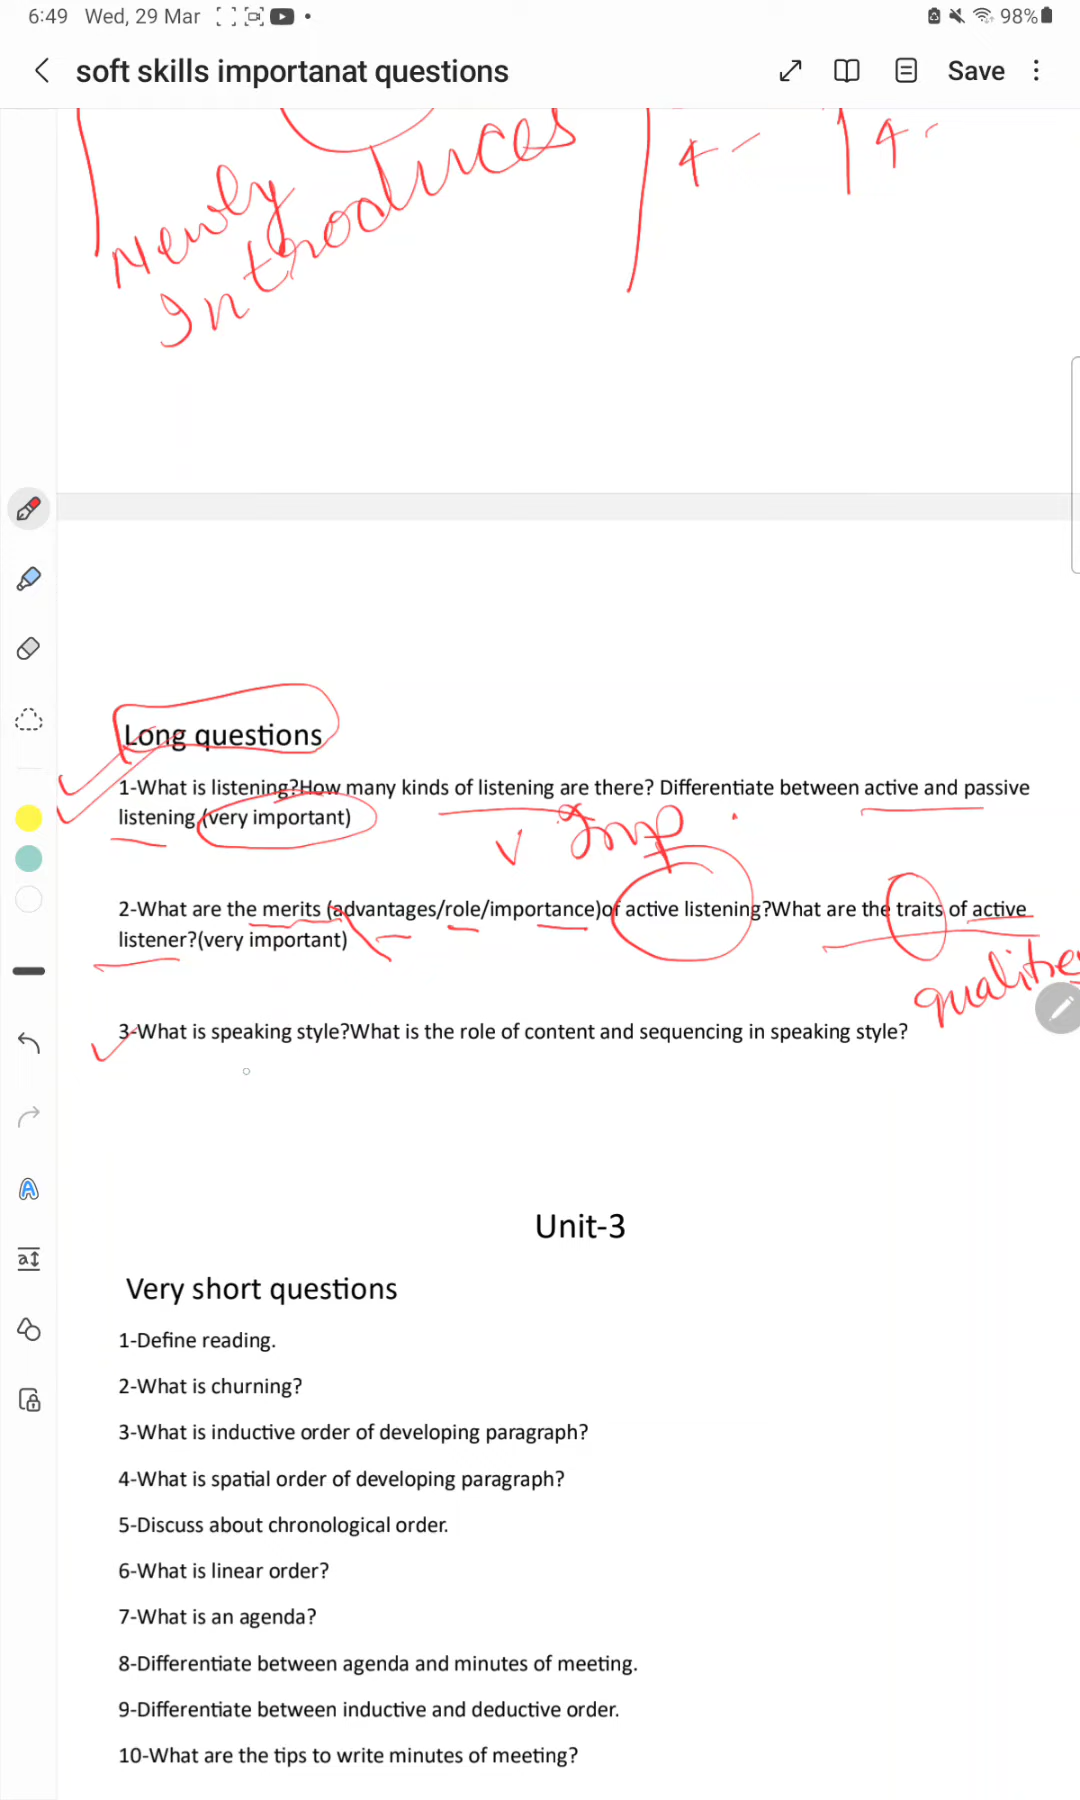 6:49 Wed, 29 Mar
98%
soft skills importanat questions
Save
Newly
Introduces
4-
4-
Long questions
1-What is listening?How many kinds of listening are there? Differentiate between active and passive
listening(very important)
v Imp
2-What are the merits (advantages/role/importance)of active listening?What are the traits of active
listener?(very important)
qualities
3-What is speaking style?What is the role of content and sequencing in speaking style?
Unit-3
Very short questions
1-Define reading.
2-What is churning?
3-What is inductive order of developing paragraph?
4-What is spatial order of developing paragraph?
5-Discuss about chronological order.
6-What is linear order?
7-What is an agenda?
8-Differentiate between agenda and minutes of meeting.
9-Differentiate between inductive and deductive order.
10-What are the tips to write minutes of meeting?